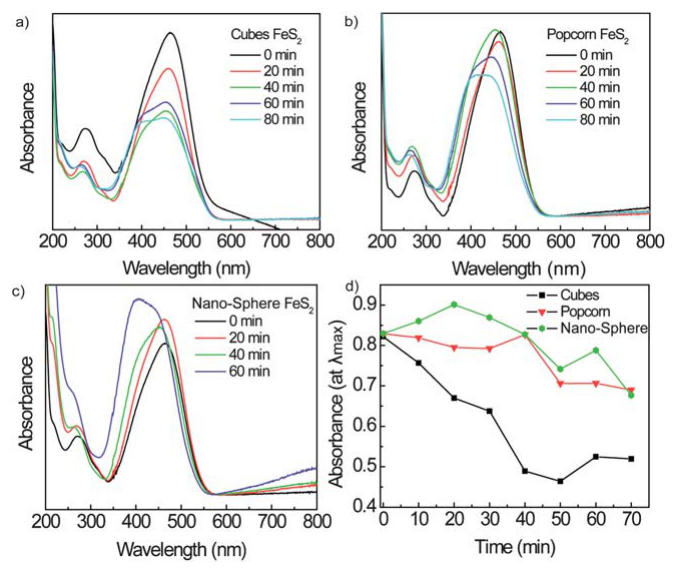 a)
Cubes FeS2
0 min
20 min
40 min
60 min
80 min
Absorbance
200 300 400 500 600 700 800
Wavelength (nm)
b)
Popcorn FeS2
0 min
20 min
40 min
60 min
80 min
Absorbance
200 300 400 500 600 700 800
Wavelength (nm)
c)
Nano-Sphere FeS2
0 min
20 min
40 min
60 min
Absorbance
200 300 400 500 600 700 800
Wavelength (nm)
d)
Cubes
Popcorn
Nano-Sphere
Absorbance (at λmax)
0.9
0.8
0.7
0.6
0.5
0.4
0 10 20 30 40 50 60 70
Time (min)